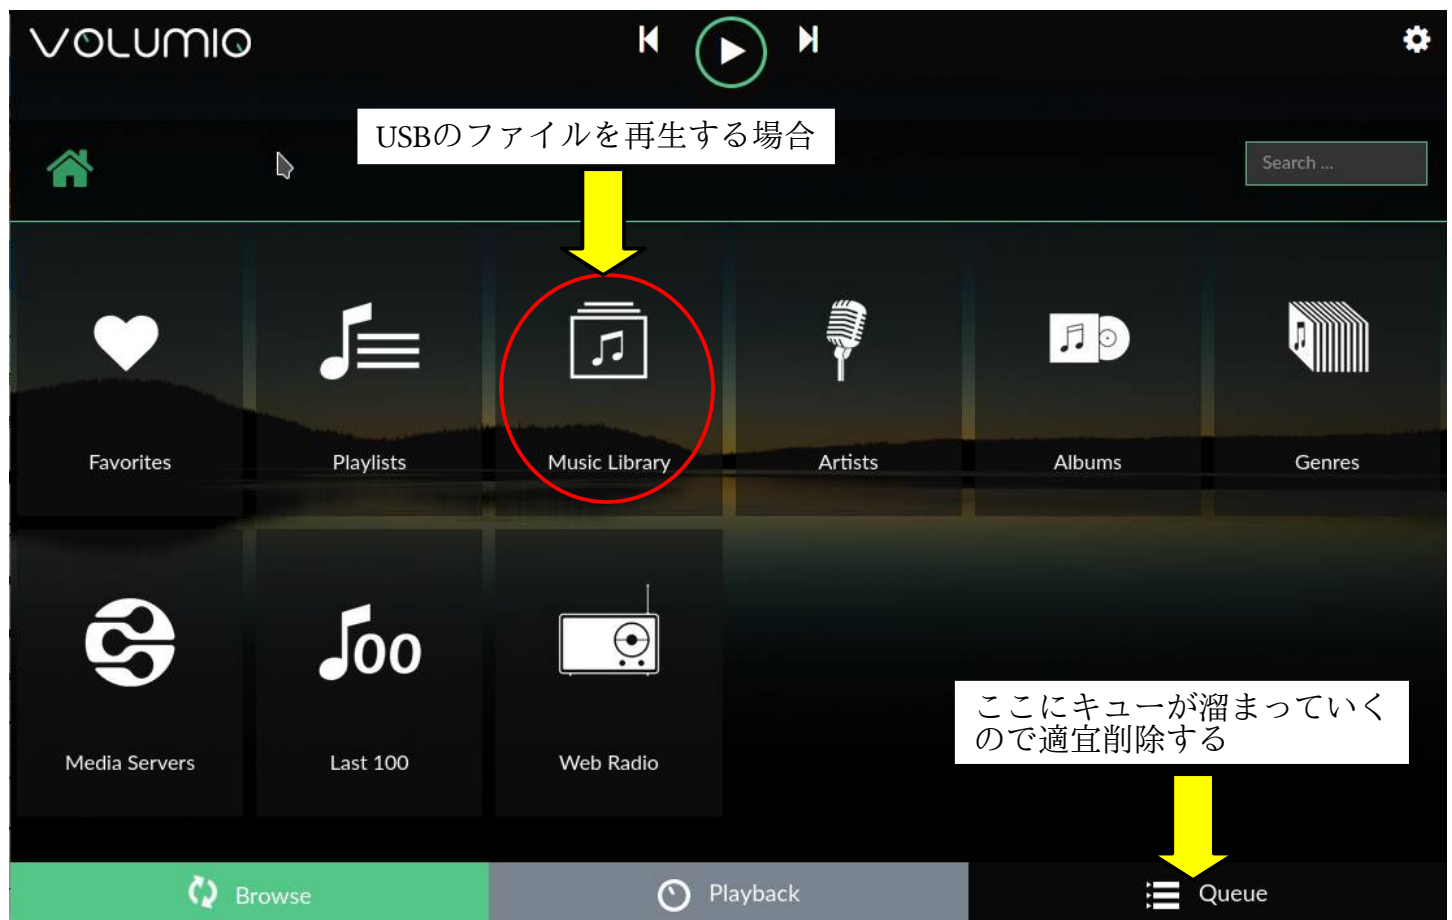 VOLUMIO
USBのファイルを再生する場合
Search ...
Favorites
Playlists
Music Library
Artists
Albums
Genres
Media Servers
Last 100
Web Radio
ここにキューが溜まっていく
ので適宜削除する
Browse
Playback
Queue